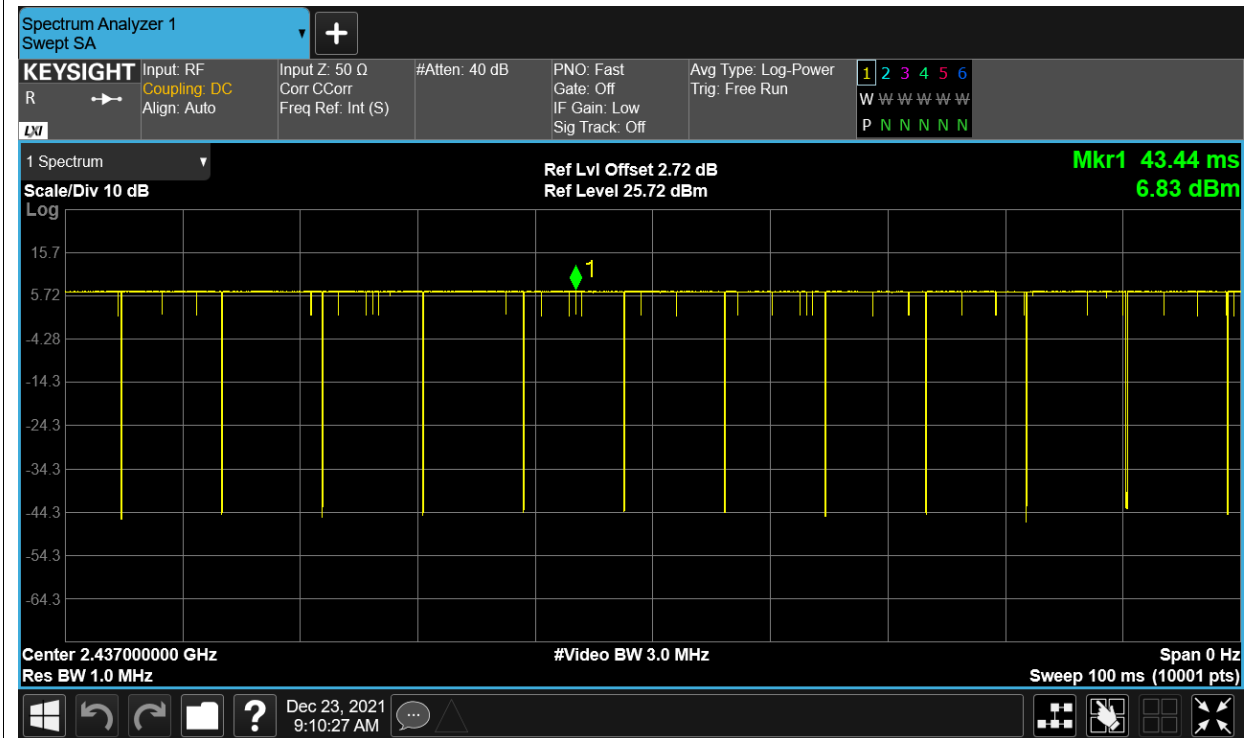 Spectrum Analyzer 1
Swept SA
KEYSIGHT
R
LXI
Input: RF
Coupling: DC
Align: Auto
Input Z: 50 Ω
Corr CCorr
Freq Ref: Int (S)
#Atten: 40 dB
PNO: Fast
Gate: Off
IF Gain: Low
Sig Track: Off
Avg Type: Log-Power
Trig: Free Run
1 2 3 4 5 6
W W W W W W
P N N N N N
1 Spectrum
Scale/Div 10 dB
Log
Ref Lvl Offset 2.72 dB
Ref Level 25.72 dBm
Mkr1 43.44 ms
6.83 dBm
1
15.7
5.72
-4.28
-14.3
-24.3
-34.3
-44.3
-54.3
-64.3
Center 2.437000000 GHz
Res BW 1.0 MHz
#Video BW 3.0 MHz
Span 0 Hz
Sweep 100 ms (10001 pts)
?
Dec 23, 2021
9:10:27 AM